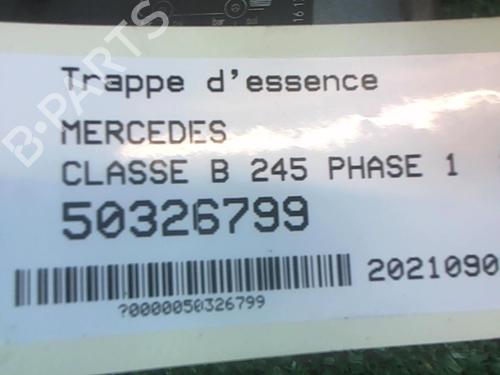 Trappe d'essence
MERCEDES
CLASSE B 245 PHASE 1
50326799
2021090
?0000050326799
B-PARTS